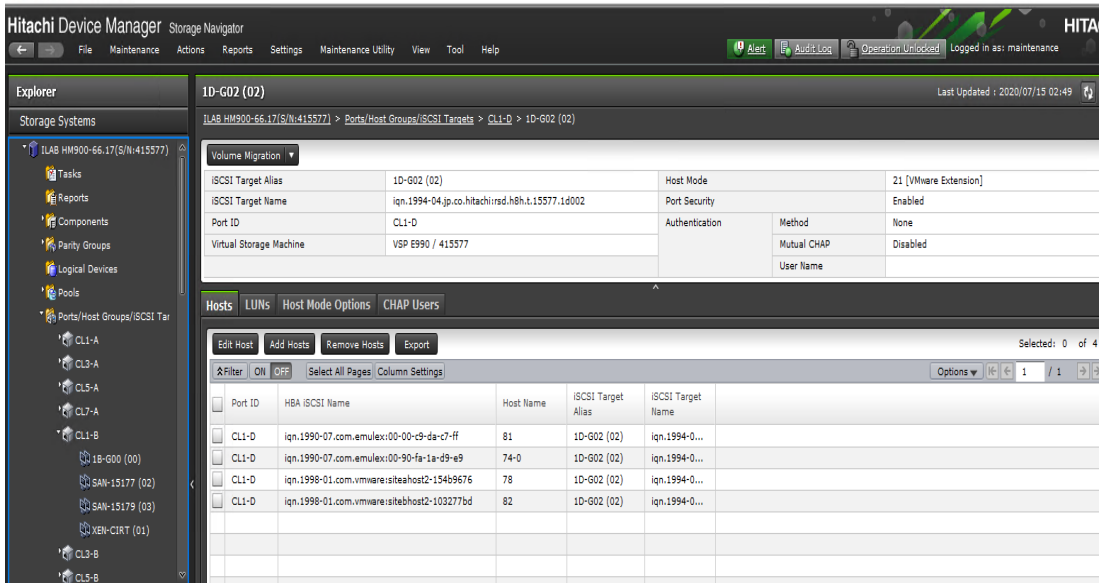 Hitachi Device Manager Storage Navigator
HITA
File Maintenance Actions Reports Settings Maintenance Utility View Tool Help
Alert Audit Log Operation Unlocked Logged in as: maintenance
Explorer
Storage Systems
ILAB HM900-66.17(S/N:415577)
Tasks
Reports
Components
Parity Groups
Logical Devices
Pools
Ports/Host Groups/iSCSI Tar
CL1-A
CL3-A
CL5-A
CL7-A
CL1-B
1B-G00 (00)
SAN-15177 (02)
SAN-15179 (03)
XEN-CIRT (01)
CL3-B
CL5-B
1D-G02 (02)
Last Updated : 2020/07/15 02:49
ILAB HM900-66.17(S/N:415577) > Ports/Host Groups/iSCSI Targets > CL1-D > 1D-G02 (02)
Volume Migration
iSCSI Target Alias 1D-G02 (02) Host Mode 21 [VMware Extension]
iSCSI Target Name iqn.1994-04.jp.co.hitachi:rsd.h8h.t.15577.1d002 Port Security Enabled
Port ID CL1-D Authentication Method None
Virtual Storage Machine VSP E990 / 415577 Mutual CHAP Disabled
User Name
Hosts LUNs Host Mode Options CHAP Users
Edit Host Add Hosts Remove Hosts Export Selected: 0 of 4
Filter ON OFF Select All Pages Column Settings Options 1 / 1
Port ID HBA iSCSI Name Host Name iSCSI Target Alias iSCSI Target Name
CL1-D iqn.1990-07.com.emulex:00-00-c9-da-c7-ff 81 1D-G02 (02) iqn.1994-0...
CL1-D iqn.1990-07.com.emulex:00-90-fa-1a-d9-e9 74-0 1D-G02 (02) iqn.1994-0...
CL1-D iqn.1998-01.com.vmware:siteahost2-154b9676 78 1D-G02 (02) iqn.1994-0...
CL1-D iqn.1998-01.com.vmware:sitebhost2-103277bd 82 1D-G02 (02) iqn.1994-0...